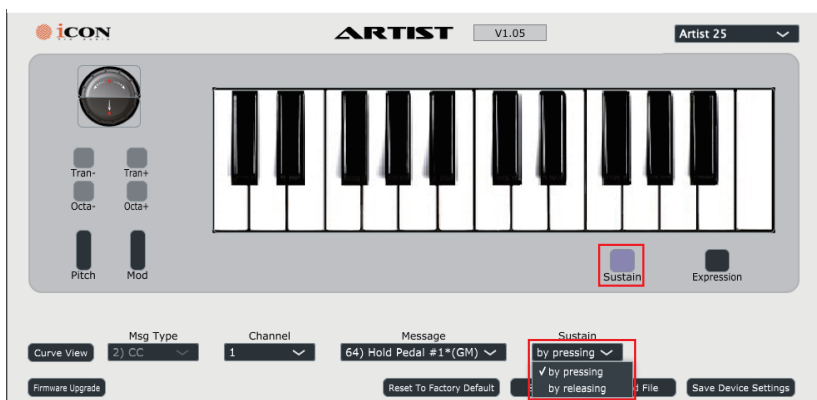 icon
ARTIST
V1.05
Artist 25
Tran-
Tran+
Octa-
Octa+
Pitch
Mod
Sustain
Expression
Msg Type
Channel
Message
Sustain
Curve View
2) CC
1
64) Hold Pedal #1*(GM)
by pressing
✓ by pressing
by releasing
Firmware Upgrade
Reset To Factory Default
File
Save Device Settings